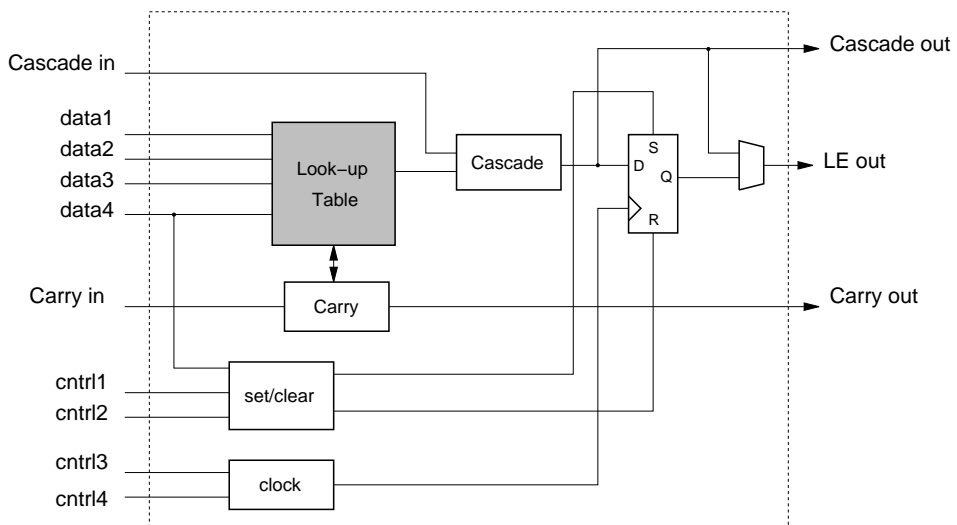 Cascade in
Cascade out
data1
data2
data3
data4
Look−up
Table
Cascade
S
D
Q
R
LE out
Carry in
Carry
Carry out
cntrl1
cntrl2
set/clear
cntrl3
cntrl4
clock